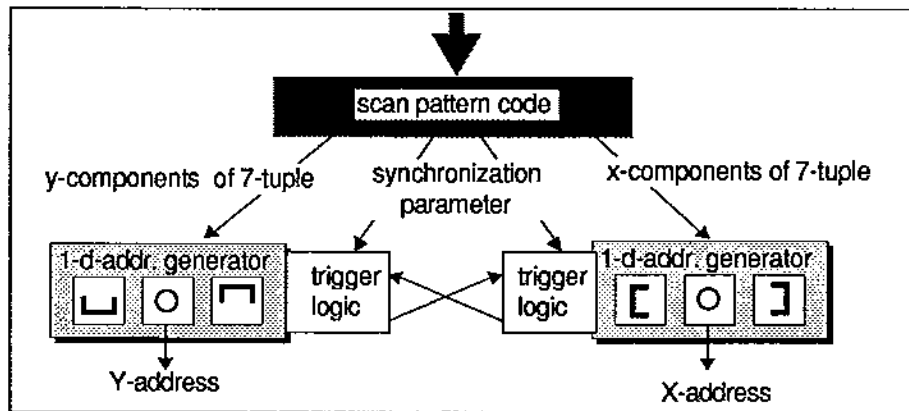 scan pattern code
y-components of 7-tuple
synchronization
parameter
x-components of 7-tuple
1-d-addr. generator
trigger
logic
trigger
logic
1-d-addr. generator
Y-address
X-address